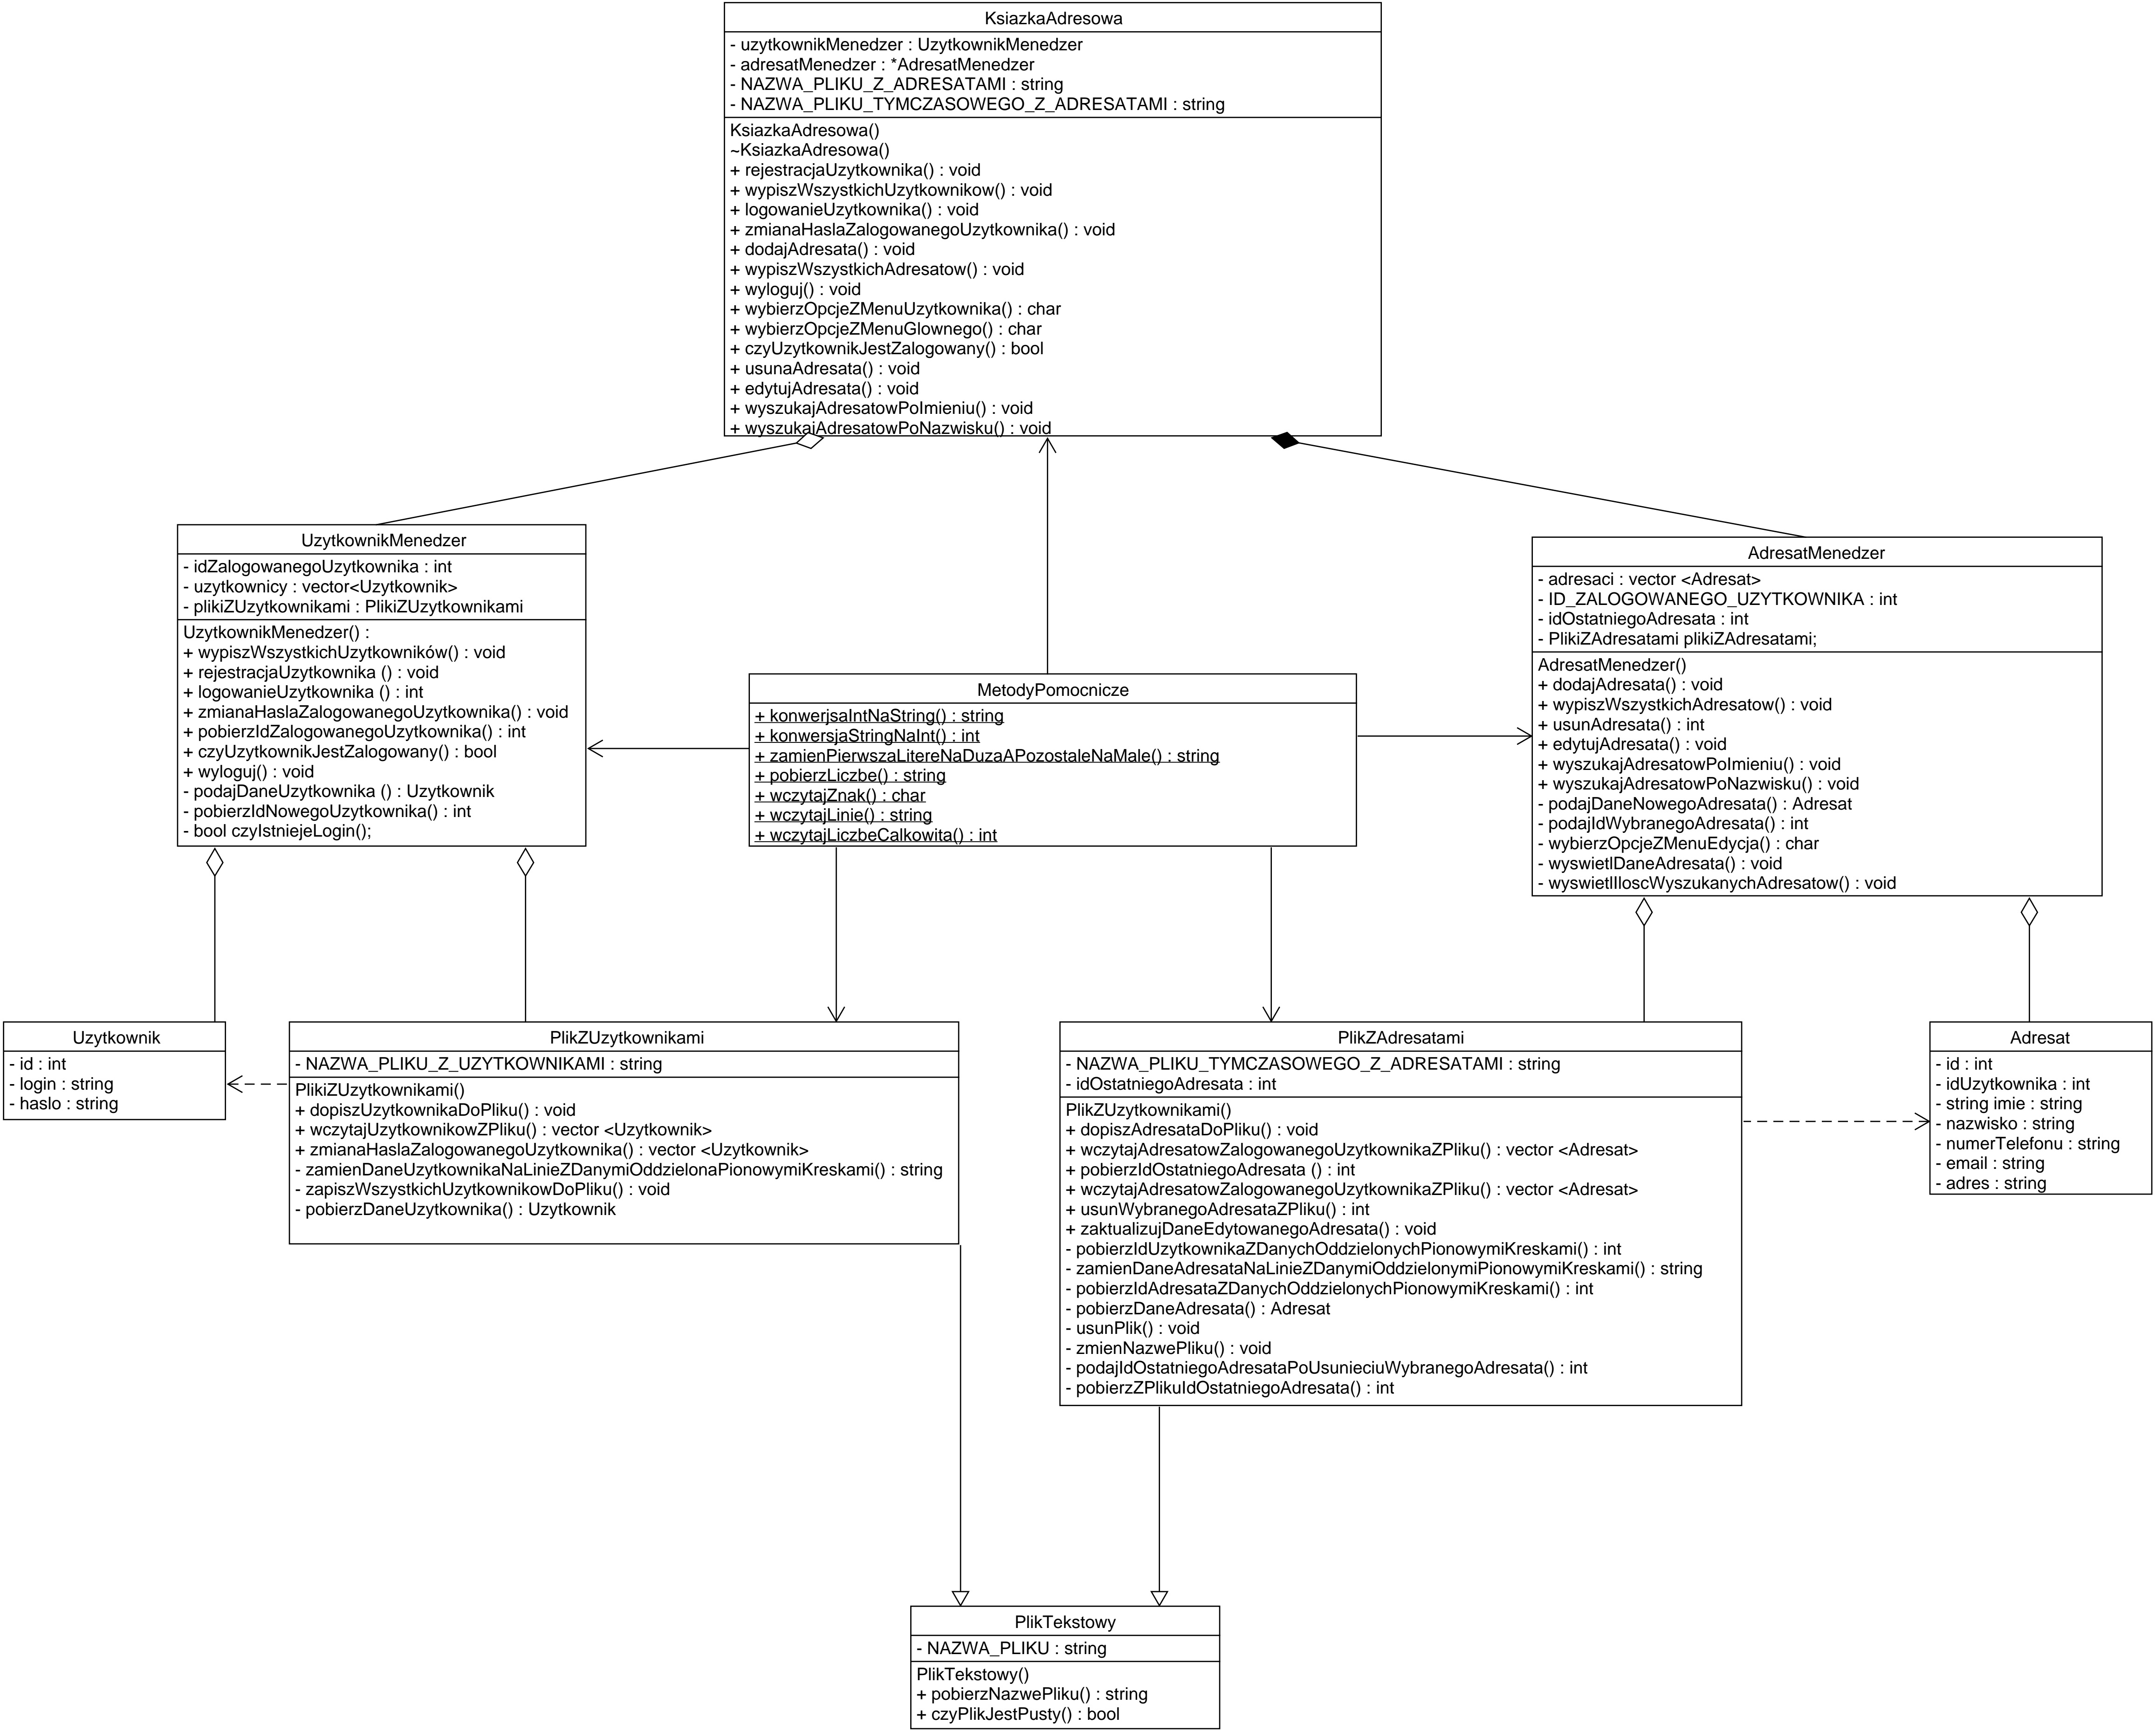 KsiazkaAdresowa
- uzytkownikMenedzer : UzytkownikMenedzer
- adresatMenedzer : *AdresatMenedzer
- NAZWA_PLIKU_Z_ADRESATAMI : string
- NAZWA_PLIKU_TYMCZASOWEGO_Z_ADRESATAMI : string
KsiazkaAdresowa()
~KsiazkaAdresowa()
+ rejestracjaUzytkownika() : void
+ wypiszWszystkichUzytkownikow() : void
+ logowanieUzytkownika() : void
+ zmianaHaslaZalogowanegoUzytkownika() : void
+ dodajAdresata() : void
+ wypiszWszystkichAdresatow() : void
+ wyloguj() : void
+ wybierzOpcjeZMenuUzytkownika() : char
+ wybierzOpcjeZMenuGlownego() : char
+ czyUzytkownikJestZalogowany() : bool
+ usunaAdresata() : void
+ edytujAdresata() : void
+ wyszukajAdresatowPoImieniu() : void
+ wyszukajAdresatowPoNazwisku() : void
UzytkownikMenedzer
- idZalogowanegoUzytkownika : int
- uzytkownicy : vector<Uzytkownik>
- plikiZUzytkownikami : PlikiZUzytkownikami
UzytkownikMenedzer() :
+ wypiszWszystkichUzytkowników() : void
+ rejestracjaUzytkownika () : void
+ logowanieUzytkownika () : int
+ zmianaHaslaZalogowanegoUzytkownika() : void
+ pobierzIdZalogowanegoUzytkownika() : int
+ czyUzytkownikJestZalogowany() : bool
+ wyloguj() : void
- podajDaneUzytkownika () : Uzytkownik
- pobierzIdNowegoUzytkownika() : int
- bool czyIstniejeLogin();
MetodyPomocnicze
+ konwerjsaIntNaString() : string
+ konwersjaStringNaInt() : int
+ zamienPierwszaLitereNaDuzaAPozostaleNaMale() : string
+ pobierzLiczbe() : string
+ wczytajZnak() : char
+ wczytajLinie() : string
+ wczytajLiczbeCalkowita() : int
AdresatMenedzer
- adresaci : vector <Adresat>
- ID_ZALOGOWANEGO_UZYTKOWNIKA : int
- idOstatniegoAdresata : int
- PlikiZAdresatami plikiZAdresatami;
AdresatMenedzer()
+ dodajAdresata() : void
+ wypiszWszystkichAdresatow() : void
+ usunAdresata() : int
+ edytujAdresata() : void
+ wyszukajAdresatowPoImieniu() : void
+ wyszukajAdresatowPoNazwisku() : void
- podajDaneNowegoAdresata() : Adresat
- podajIdWybranegoAdresata() : int
- wybierzOpcjeZMenuEdycja() : char
- wyswietlDaneAdresata() : void
- wyswietlIloscWyszukanychAdresatow() : void
Uzytkownik
- id : int
- login : string
- haslo : string
PlikZUzytkownikami
- NAZWA_PLIKU_Z_UZYTKOWNIKAMI : string
PlikiZUzytkownikami()
+ dopiszUzytkownikaDoPliku() : void
+ wczytajUzytkownikowZPliku() : vector <Uzytkownik>
+ zmianaHaslaZalogowanegoUzytkownika() : vector <Uzytkownik>
- zamienDaneUzytkownikaNaLinieZDanymiOddzielonaPionowymiKreskami() : string
- zapiszWszystkichUzytkownikowDoPliku() : void
- pobierzDaneUzytkownika() : Uzytkownik
PlikZAdresatami
- NAZWA_PLIKU_TYMCZASOWEGO_Z_ADRESATAMI : string
- idOstatniegoAdresata : int
PlikZUzytkownikami()
+ dopiszAdresataDoPliku() : void
+ wczytajAdresatowZalogowanegoUzytkownikaZPliku() : vector <Adresat>
+ pobierzIdOstatniegoAdresata () : int
+ wczytajAdresatowZalogowanegoUzytkownikaZPliku() : vector <Adresat>
+ usunWybranegoAdresataZPliku() : int
+ zaktualizujDaneEdytowanegoAdresata() : void
- pobierzIdUzytkownikaZDanychOddzielonychPionowymiKreskami() : int
- zamienDaneAdresataNaLinieZDanymiOddzielonymiPionowymiKreskami() : string
- pobierzIdAdresataZDanychOddzielonychPionowymiKreskami() : int
- pobierzDaneAdresata() : Adresat
- usunPlik() : void
- zmienNazwePliku() : void
- podajIdOstatniegoAdresataPoUsunieciuWybranegoAdresata() : int
- pobierzZPlikuIdOstatniegoAdresata() : int
Adresat
- id : int
- idUzytkownika : int
- string imie : string
- nazwisko : string
- numerTelefonu : string
- email : string
- adres : string
PlikTekstowy
- NAZWA_PLIKU : string
PlikTekstowy()
+ pobierzNazwePliku() : string
+ czyPlikJestPusty() : bool